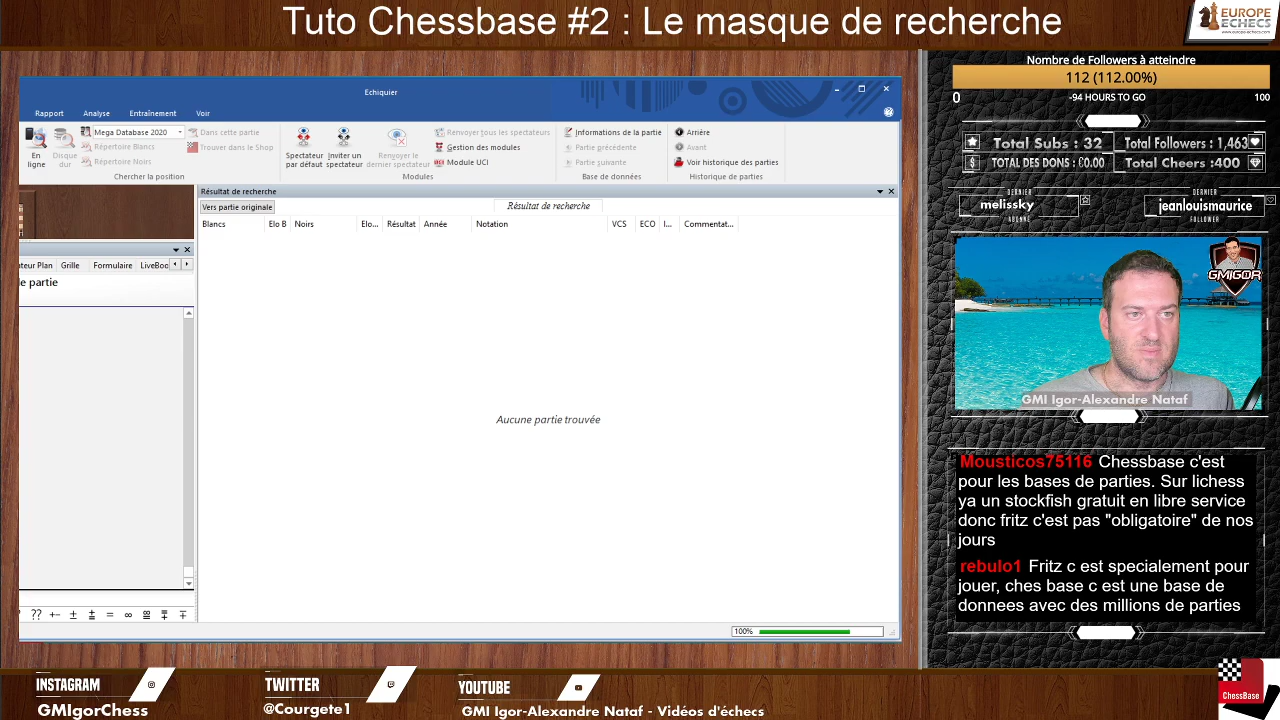 Tuto Chessbase #2 : Le masque de recherche
EUROPE
ECHECS
www.europe-echecs.com
Nombre de Followers à atteindre
112 (112.00%)
0
-94 HOURS TO GO
100
Total Subs : 32
Total Followers : 1,463
TOTAL DES DONS : £0.00
Total Cheers :400
DERNIER
melissky
ABONNÉ
DERNIER
jeanlouismaurice
FOLLOWER
Echiquier
Rapport
Analyse
Entraînement
Voir
En ligne
Disque dur
Mega Database 2020
Répertoire Blancs
Répertoire Noirs
Dans cette partie
Trouver dans le Shop
Chercher la position
Spectateur par défaut
Inviter un spectateur
Renvoyer le dernier spectateur
Renvoyer tous les spectateurs
Gestion des modules
Module UCI
Modules
Informations de la partie
Partie précédente
Partie suivante
Base de données
Arrière
Avant
Voir historique des parties
Historique de parties
Résultat de recherche
Vers partie originale
Résultat de recherche
Blancs
Elo B
Noirs
Elo...
Résultat
Année
Notation
VCS
ECO
I...
Commentat...
ateur Plan
Grille
Formulaire
LiveBoo
le partie
Aucune partie trouvée
?? +- ± ⩲ = ∞ ⩱ ∓
100%
GMIGOR
GMI Igor-Alexandre Nataf
Mousticos75116 Chessbase c'est
pour les bases de parties. Sur lichess
ya un stockfish gratuit en libre service
donc fritz c'est pas "obligatoire" de nos
jours
rebulo1 Fritz c est specialement pour
jouer, ches base c est une base de
donnees avec des millions de parties
INSTAGRAM
GMIgorChess
TWITTER
@Courgete1
YOUTUBE
GMI Igor-Alexandre Nataf - Vidéos d'échecs
ChessBase